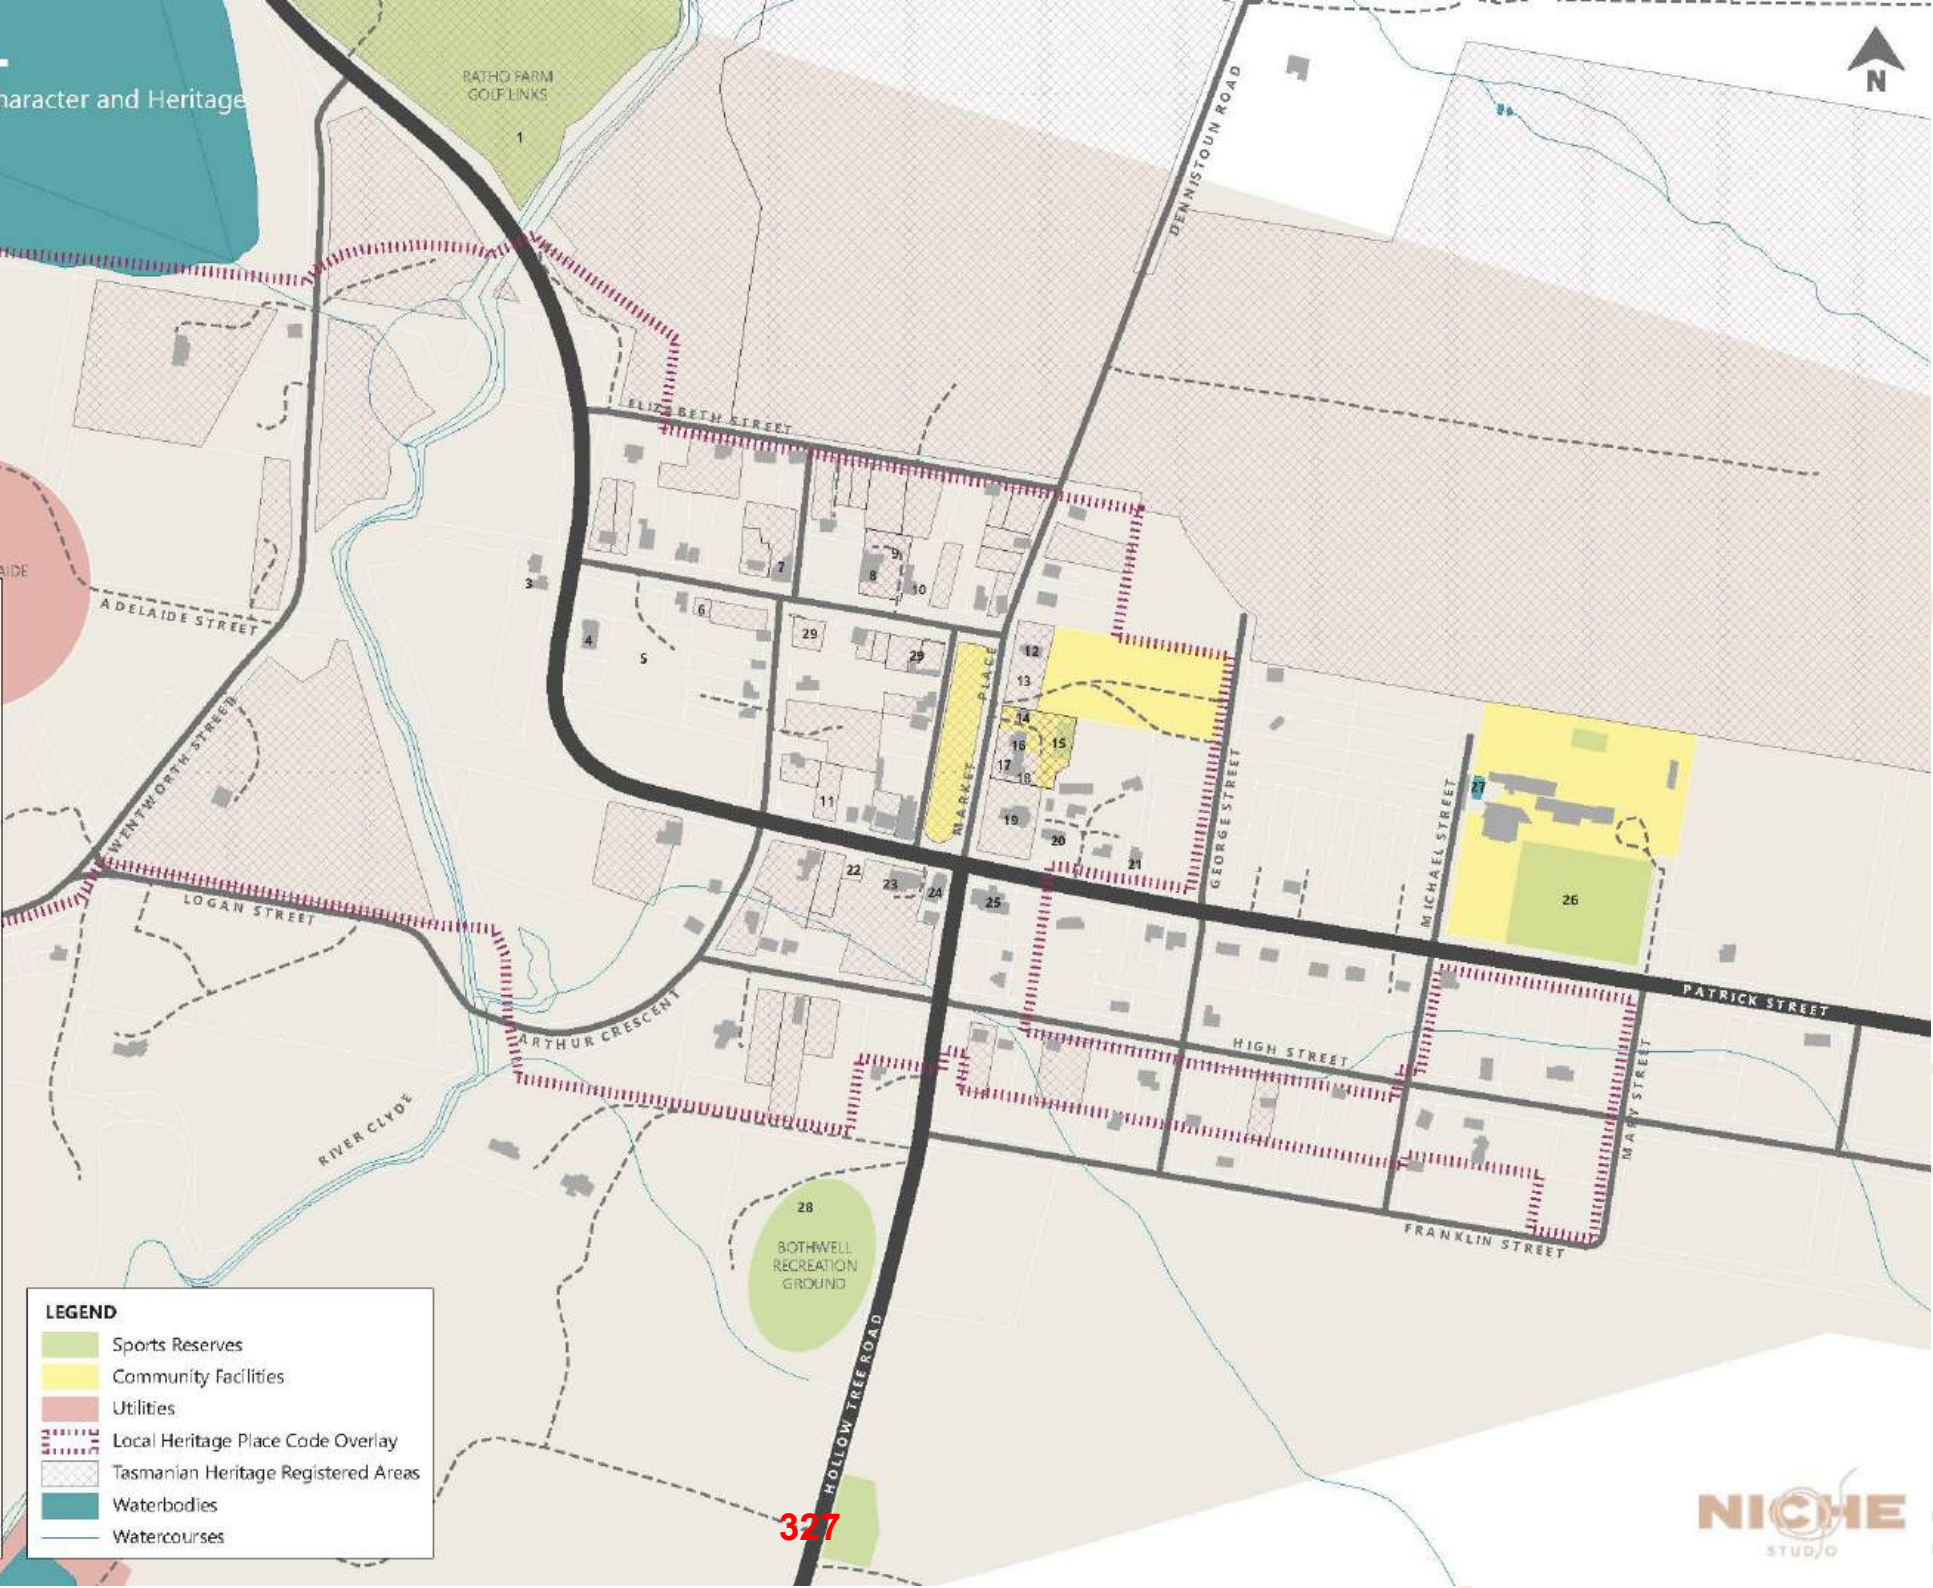 haracter and Heritage
RATHO FARM
GOLF LINKS
1
N
DENNISTOUN ROAD
ELIZABETH STREET
AIDE
ADELAIDE STREET
3
4
5
6
7
8
9
10
29
29
12
13
14
15
16
17
18
19
20
21
11
22
23
24
25
26
27
PLACE
MARKET
GEORGE STREET
MICHAEL STREET
WENTWORTH STREET
LOGAN STREET
ARTHUR CRESCENT
PATRICK STREET
HIGH STREET
MARY STREET
RIVER CLYDE
FRANKLIN STREET
28
BOTHWELL
RECREATION
GROUND
HOLLOW TREE ROAD
LEGEND
Sports Reserves
Community Facilities
Utilities
Local Heritage Place Code Overlay
Tasmanian Heritage Registered Areas
Waterbodies
Watercourses
327
NICHE
STUDIO